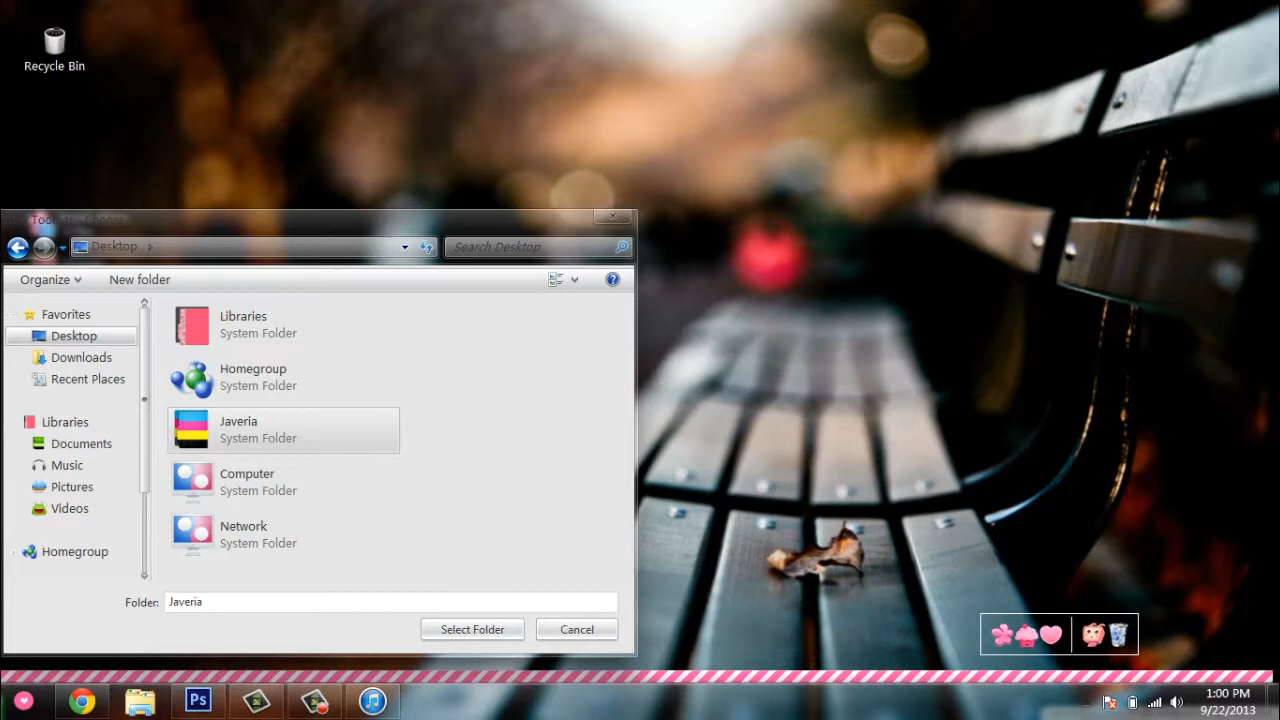 Recycle Bin
Desktop
Search Desktop
Organize
New folder
Favorites
Desktop
Downloads
Recent Places
Libraries
Documents
Music
Pictures
Videos
Homegroup
Libraries
System Folder
Homegroup
System Folder
Javeria
System Folder
Computer
System Folder
Network
System Folder
Folder: Javeria
Select Folder
Cancel
Ps
1:00 PM
9/22/2013